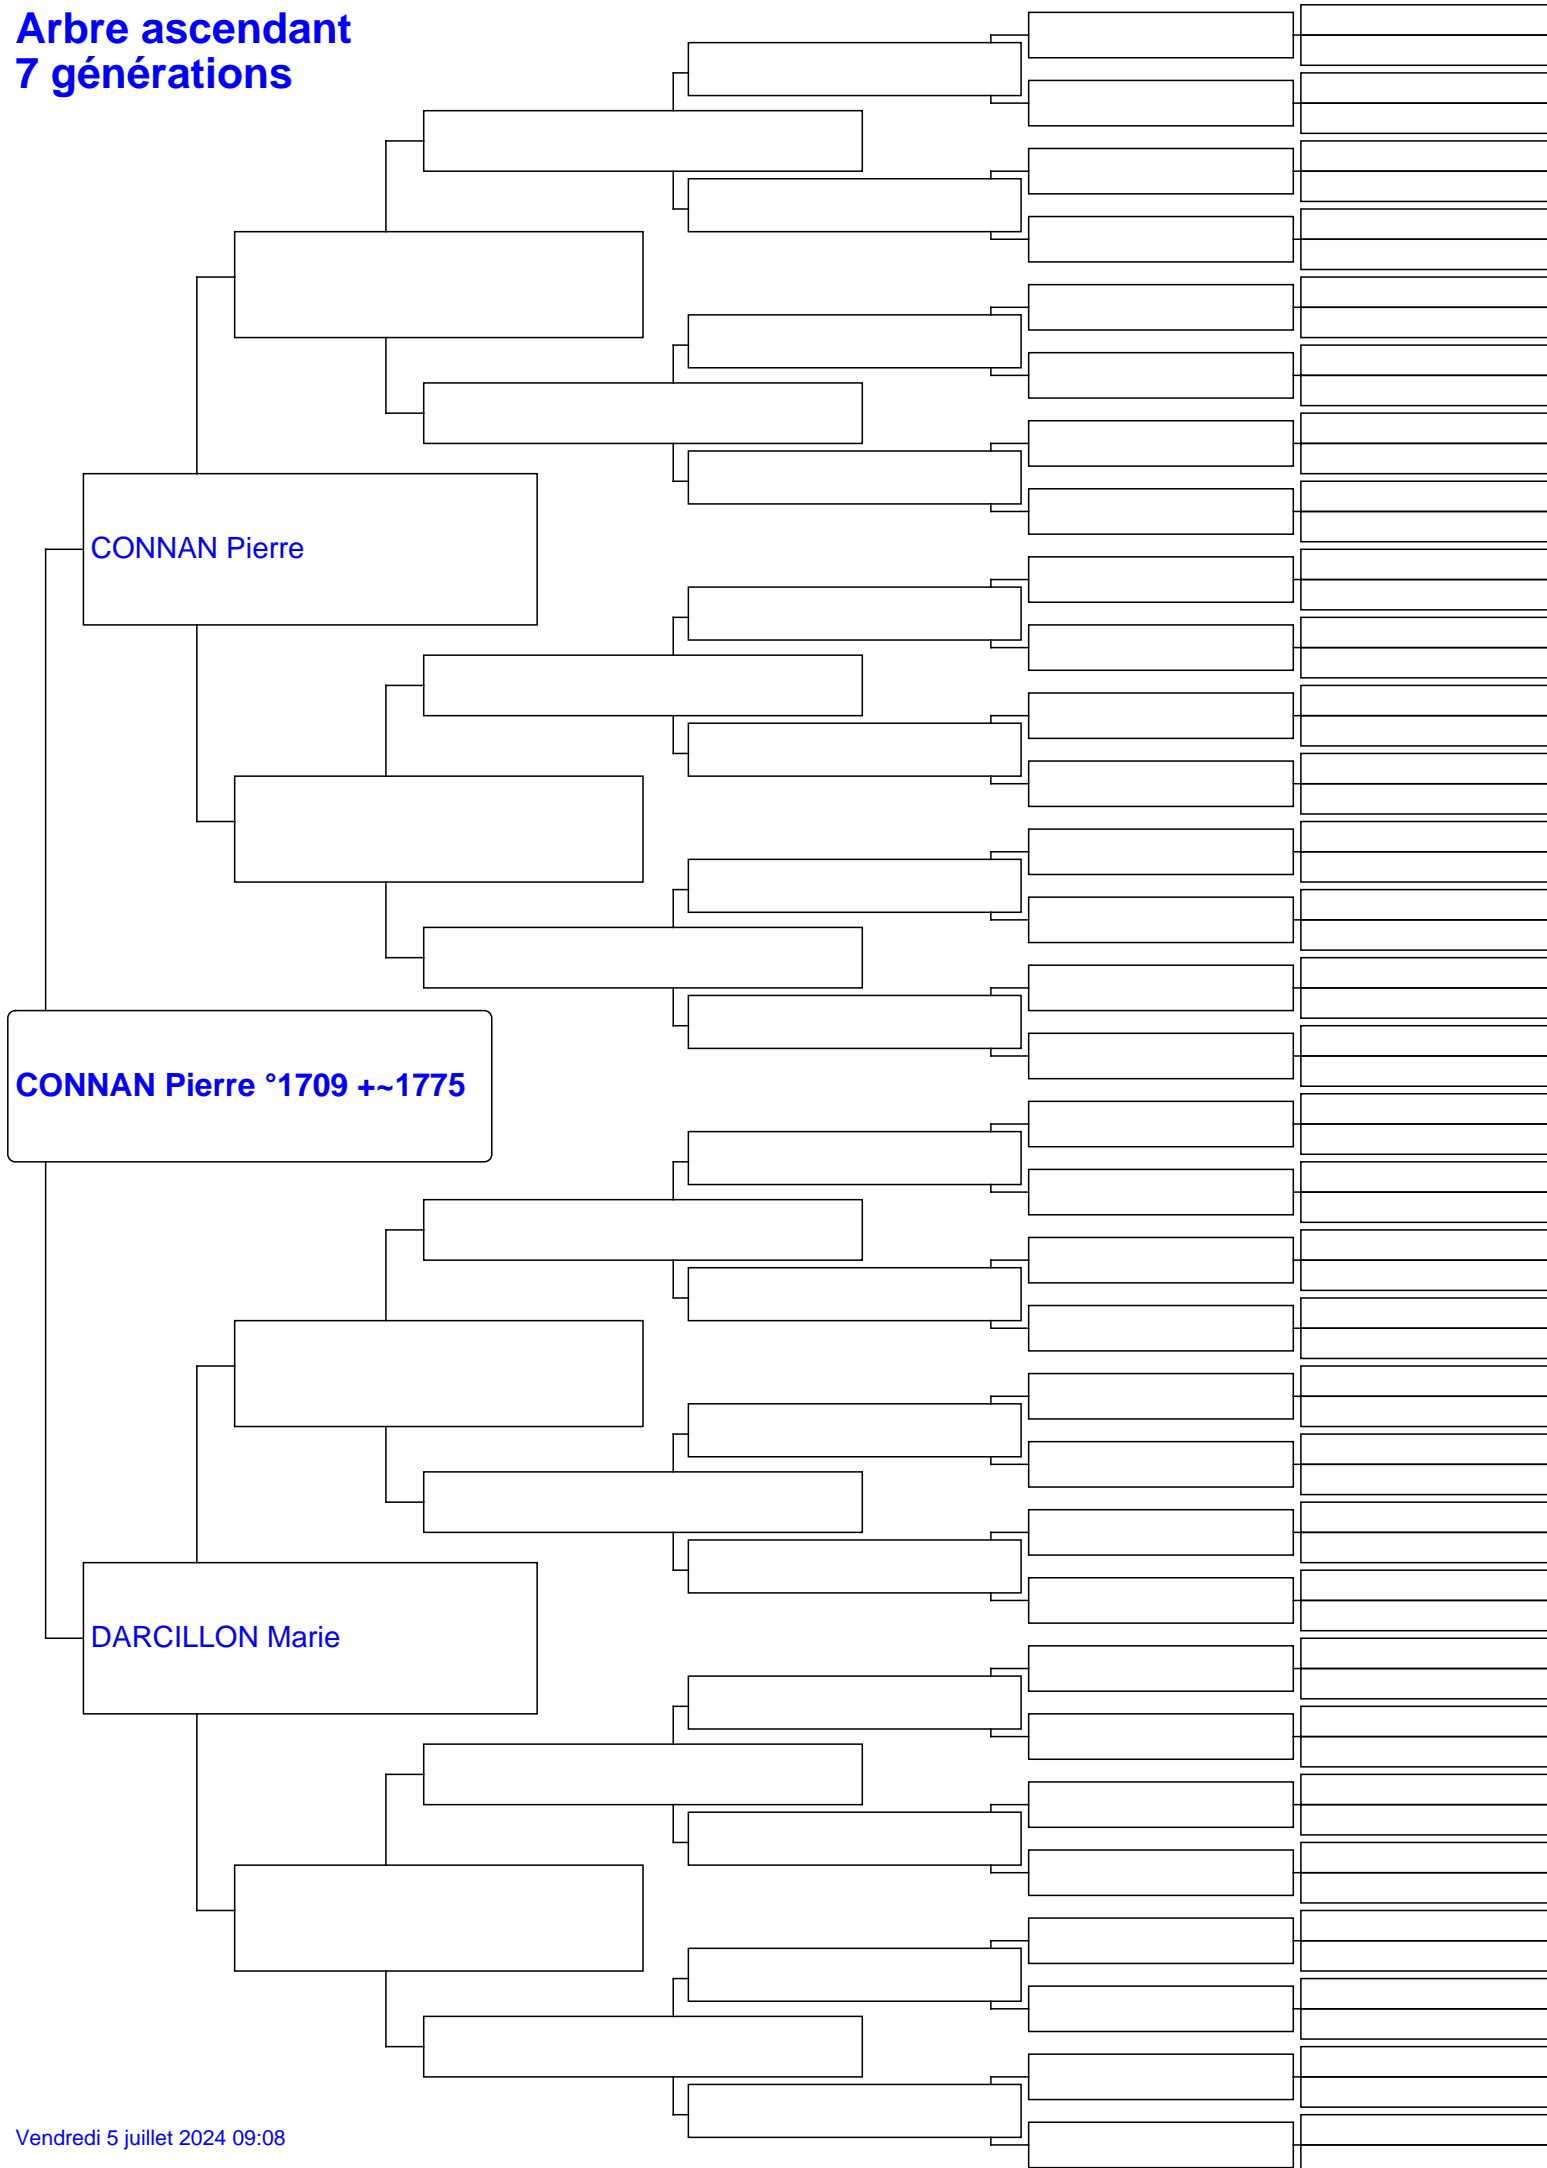 Arbre ascendant
7 générations
CONNAN Pierre
CONNAN Pierre °1709 +~1775
DARCILLON Marie
Vendredi 5 juillet 2024 09:08